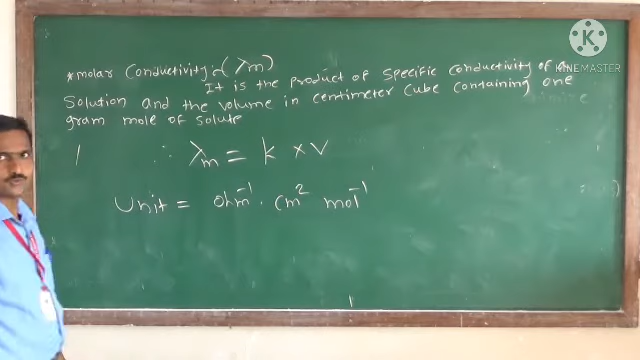 *molar Conductivity:-(λm)
It is the product of specific conductivity of a
solution and the volume in centimeter cube containing one
gram mole of solute
∴ λm = k × V
Unit = Ohm⁻¹. Cm² mol⁻¹
KINEMASTER